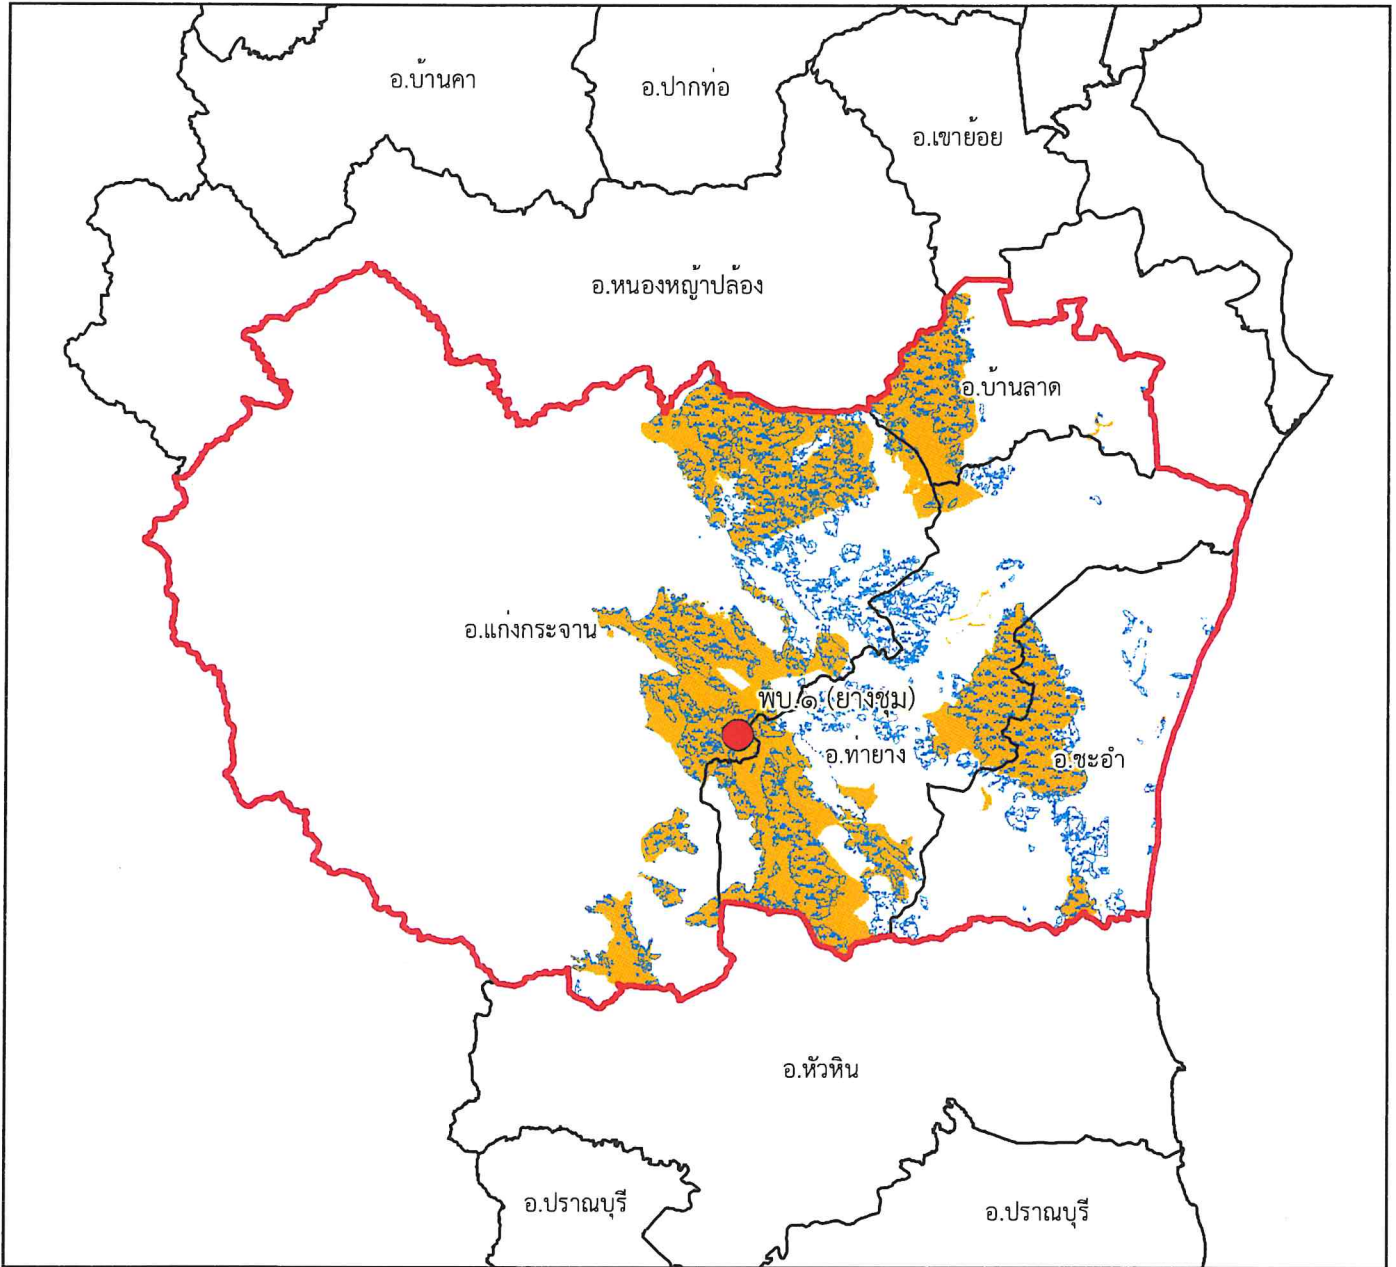 อ.บ้านคา
อ.ปากท่อ
อ.เขาย้อย
อ.หนองหญ้าปล้อง
อ.บ้านลาด
อ.แก่งกระจาน
พบ.๑ (ยางชุม)
อ.ท่ายาง
อ.ชะอำ
อ.หัวหิน
อ.ปราณบุรี
อ.ปราณบุรี